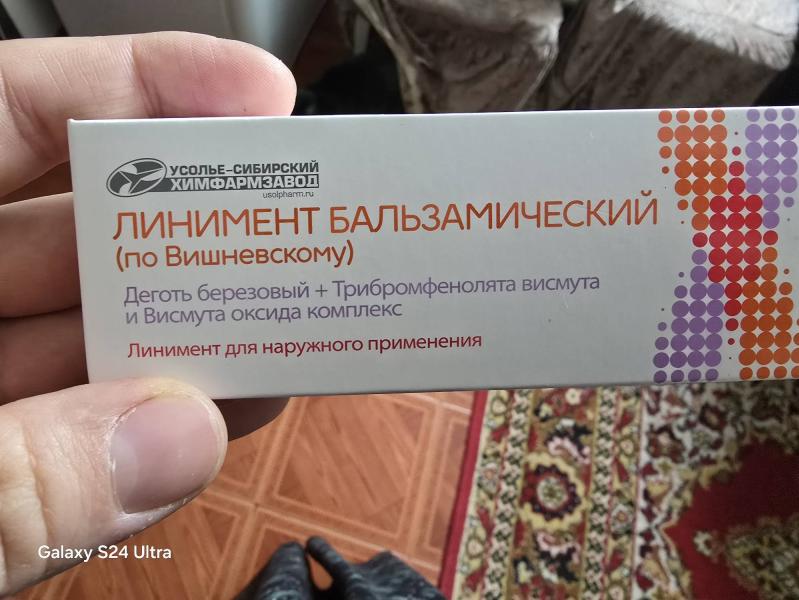 УСОЛЬЕ-СИБИРСКИЙ
ХИМФАРМЗАВОД
usolpharm.ru
ЛИНИМЕНТ БАЛЬЗАМИЧЕСКИЙ
(по Вишневскому)
Деготь березовый + Трибромфенолята висмута
и Висмута оксида комплекс
Линимент для наружного применения
Galaxy S24 Ultra